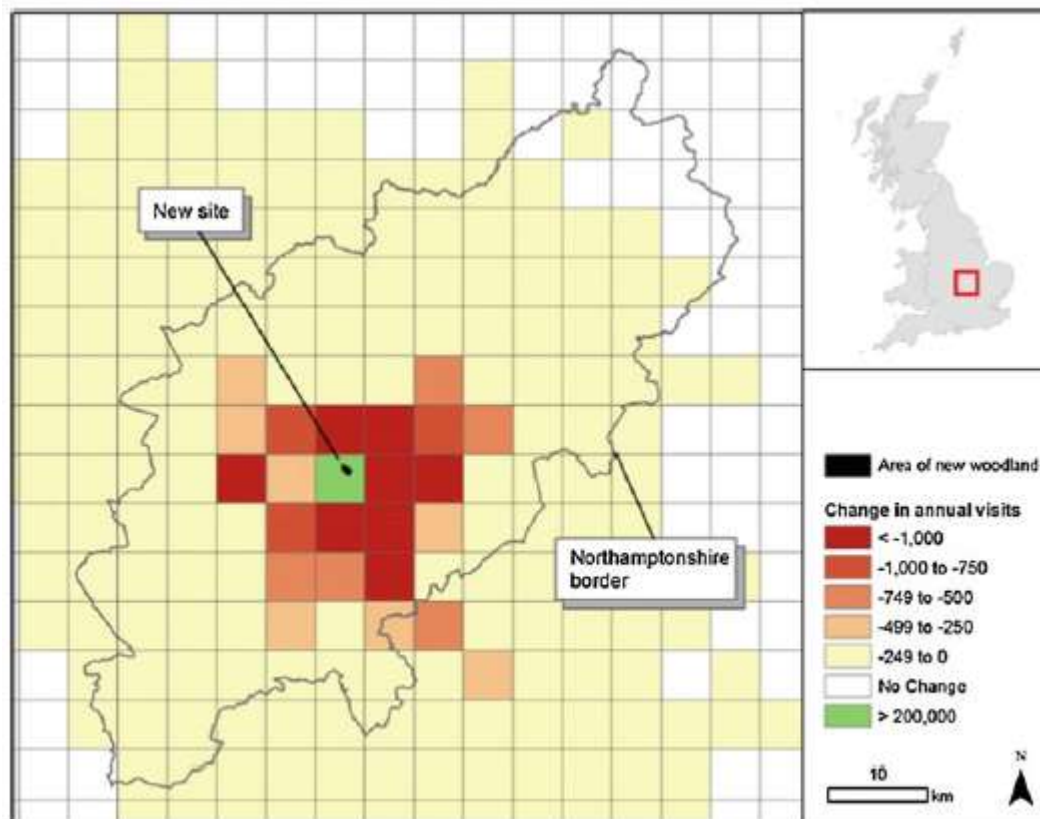 New site
Northamptonshire
border
Area of new woodland
Change in annual visits
< -1,000
-1,000 to -750
-749 to -500
-499 to -250
-249 to 0
No Change
> 200,000
10
km
N